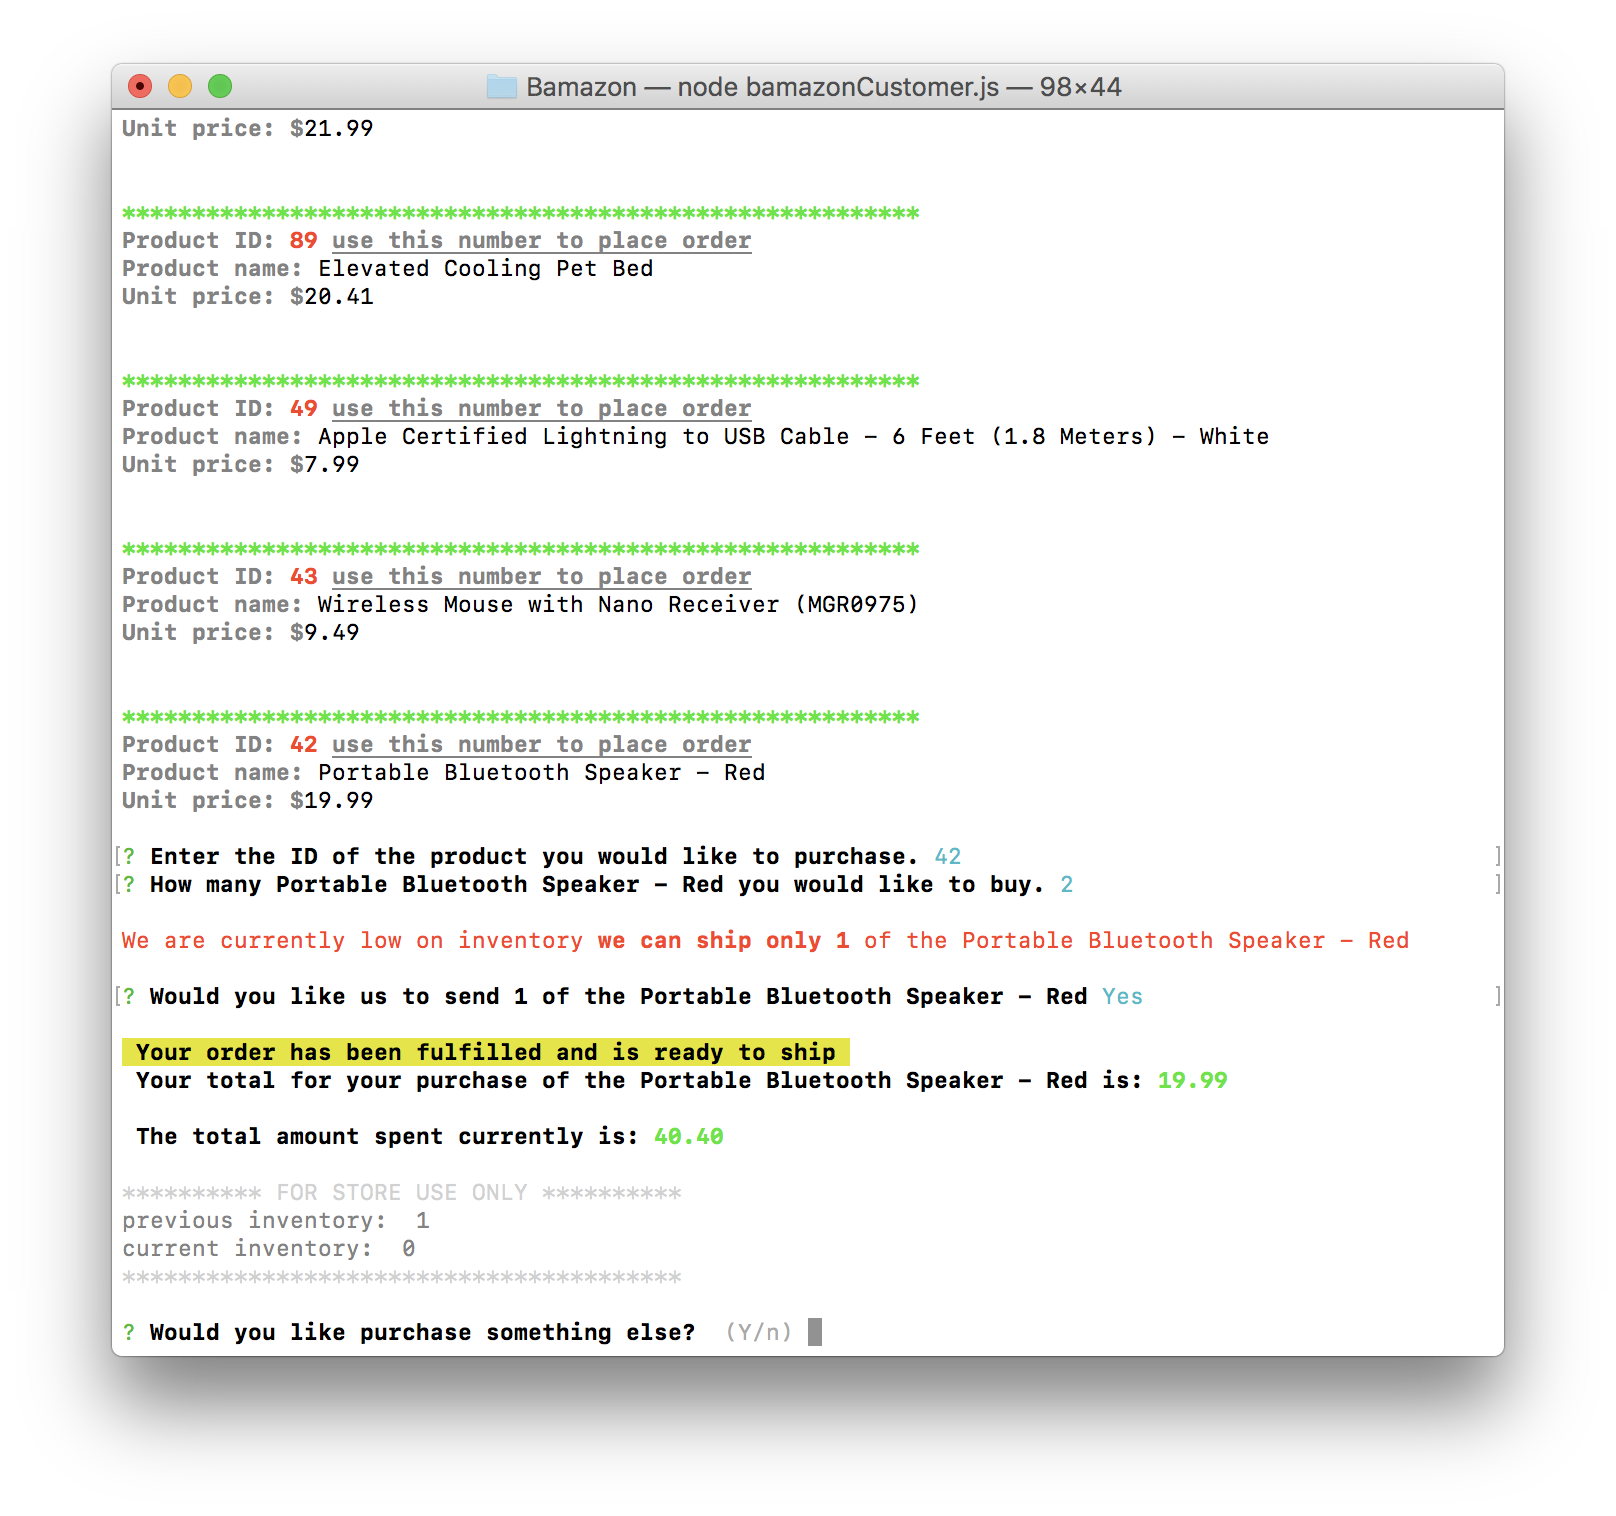 Bamazon — node bamazonCustomer.js — 98×44
Unit price: $21.99
*********************************************************
Product ID: 89 use this number to place order
Product name: Elevated Cooling Pet Bed
Unit price: $20.41
*********************************************************
Product ID: 49 use this number to place order
Product name: Apple Certified Lightning to USB Cable – 6 Feet (1.8 Meters) – White
Unit price: $7.99
*********************************************************
Product ID: 43 use this number to place order
Product name: Wireless Mouse with Nano Receiver (MGR0975)
Unit price: $9.49
*********************************************************
Product ID: 42 use this number to place order
Product name: Portable Bluetooth Speaker – Red
Unit price: $19.99
[? Enter the ID of the product you would like to purchase. 42 ]
[? How many Portable Bluetooth Speaker – Red you would like to buy. 2 ]
We are currently low on inventory we can ship only 1 of the Portable Bluetooth Speaker – Red
[? Would you like us to send 1 of the Portable Bluetooth Speaker – Red Yes ]
Your order has been fulfilled and is ready to ship
Your total for your purchase of the Portable Bluetooth Speaker – Red is: 19.99
The total amount spent currently is: 40.40
********** FOR STORE USE ONLY **********
previous inventory:  1
current inventory:  0
****************************************
? Would you like purchase something else?  (Y/n)